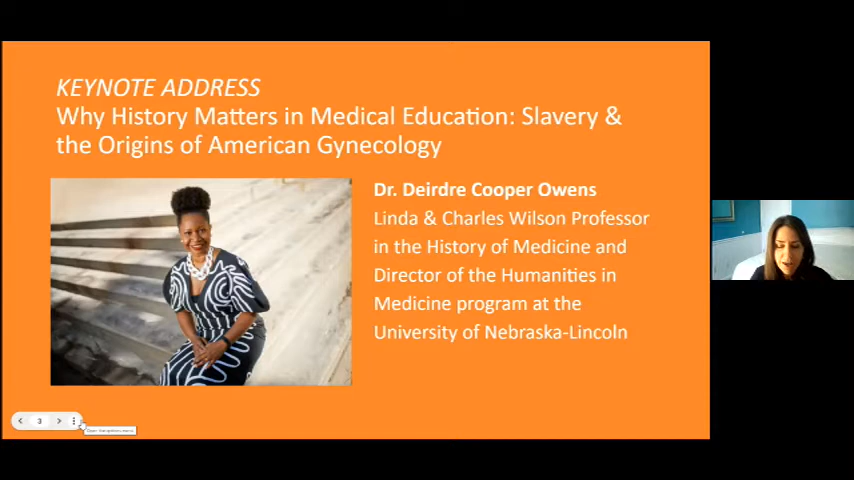 KEYNOTE ADDRESS
Why History Matters in Medical Education: Slavery &
the Origins of American Gynecology
Dr. Deirdre Cooper Owens
Linda & Charles Wilson Professor
in the History of Medicine and
Director of the Humanities in
Medicine program at the
University of Nebraska-Lincoln
3